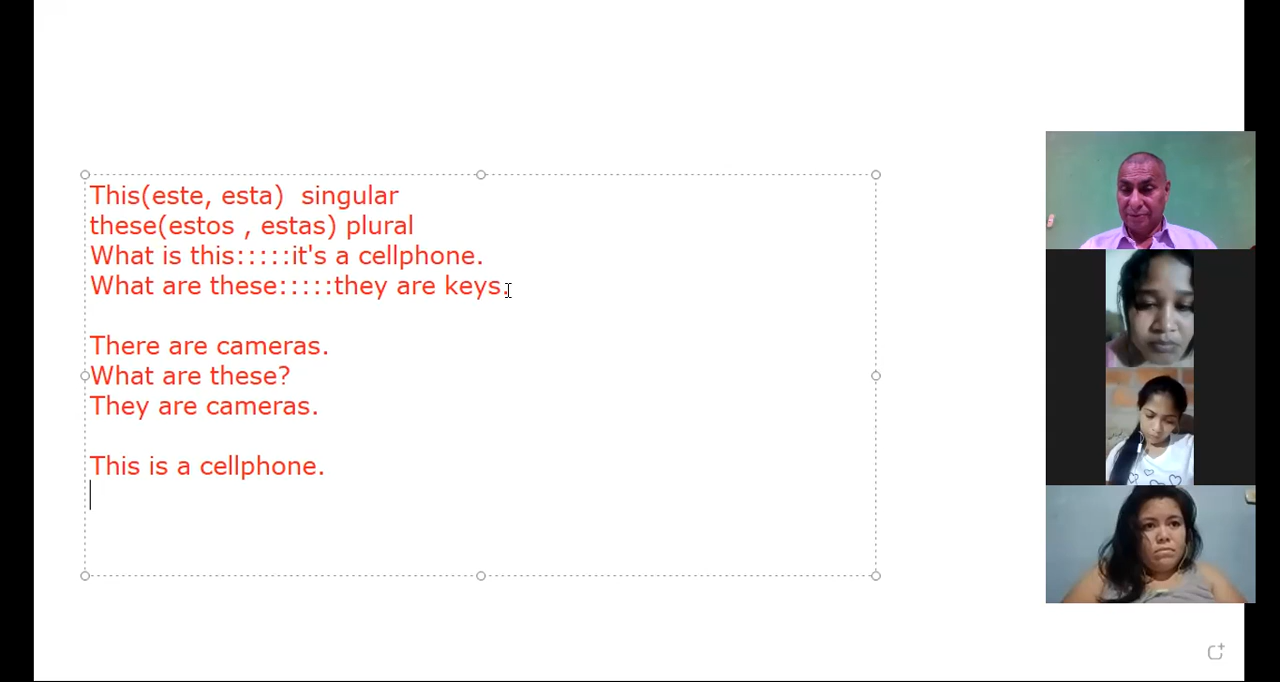 This(este, esta)  singular
these(estos , estas) plural
What is this:::::it's a cellphone.
What are these:::::they are keys.
There are cameras.
What are these?
They are cameras.
This is a cellphone.